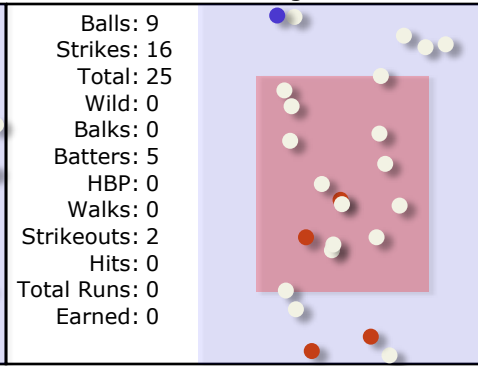 Balls: 9
Strikes: 16
Total: 25
Wild: 0
Balks: 0
Batters: 5
HBP: 0
Walks: 0
Strikeouts: 2
Hits: 0
Total Runs: 0
Earned: 0